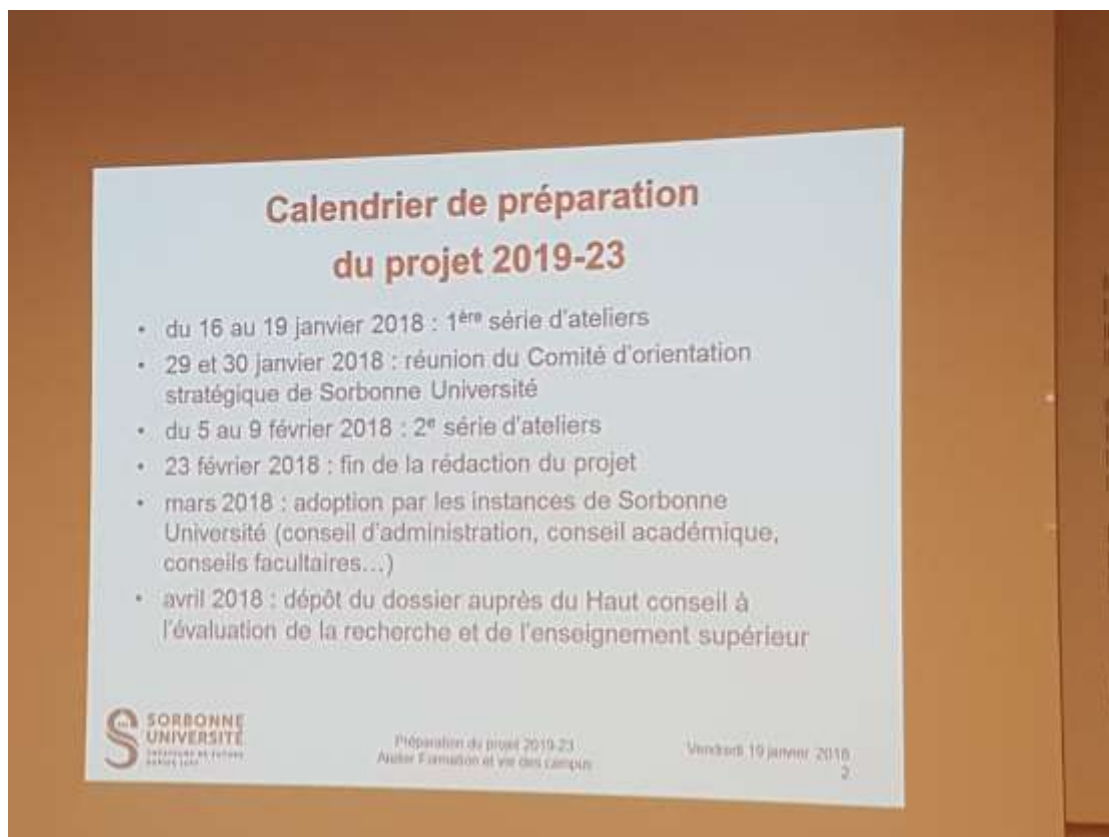 Calendrier de préparation
du projet 2019-23
• du 16 au 19 janvier 2018 : 1ère série d'ateliers
• 29 et 30 janvier 2018 : réunion du Comité d'orientation
stratégique de Sorbonne Université
• du 5 au 9 février 2018 : 2e série d'ateliers
• 23 février 2018 : fin de la rédaction du projet
• mars 2018 : adoption par les instances de Sorbonne
Université (conseil d'administration, conseil académique,
conseils facultaires…)
• avril 2018 : dépôt du dossier auprès du Haut conseil à
l'évaluation de la recherche et de l'enseignement supérieur
SORBONNE
UNIVERSITÉ
CRÉATEURS DE FUTURS
DEPUIS 1257
Préparation du projet 2019-23
Atelier Formation et vie des campus
Vendredi 19 janvier 2018
2